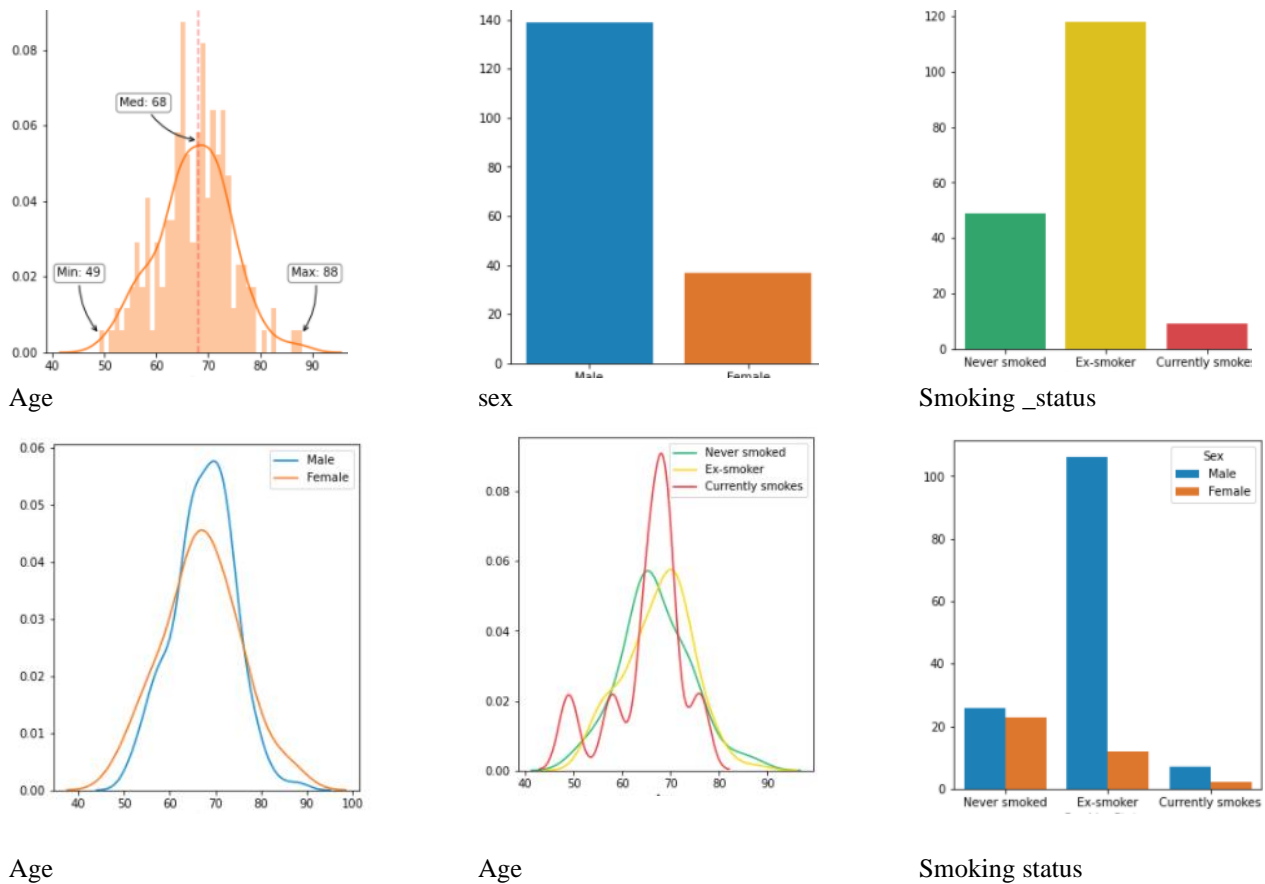 0.08
0.06
0.04
0.02
0.00
Med: 68
Min: 49
Max: 88
40 50 60 70 80 90
Age
140
120
100
80
60
40
20
0
Male Female
sex
120
100
80
60
40
20
0
Never smoked Ex-smoker Currently smokes
Smoking _status
0.06
0.05
0.04
0.03
0.02
0.01
0.00
Male
Female
40 50 60 70 80 90 100
Age
0.08
0.06
0.04
0.02
0.00
Never smoked
Ex-smoker
Currently smokes
40 50 60 70 80 90
Age
100
80
60
40
20
0
Sex
Male
Female
Never smoked Ex-smoker Currently smokes
Smoking status